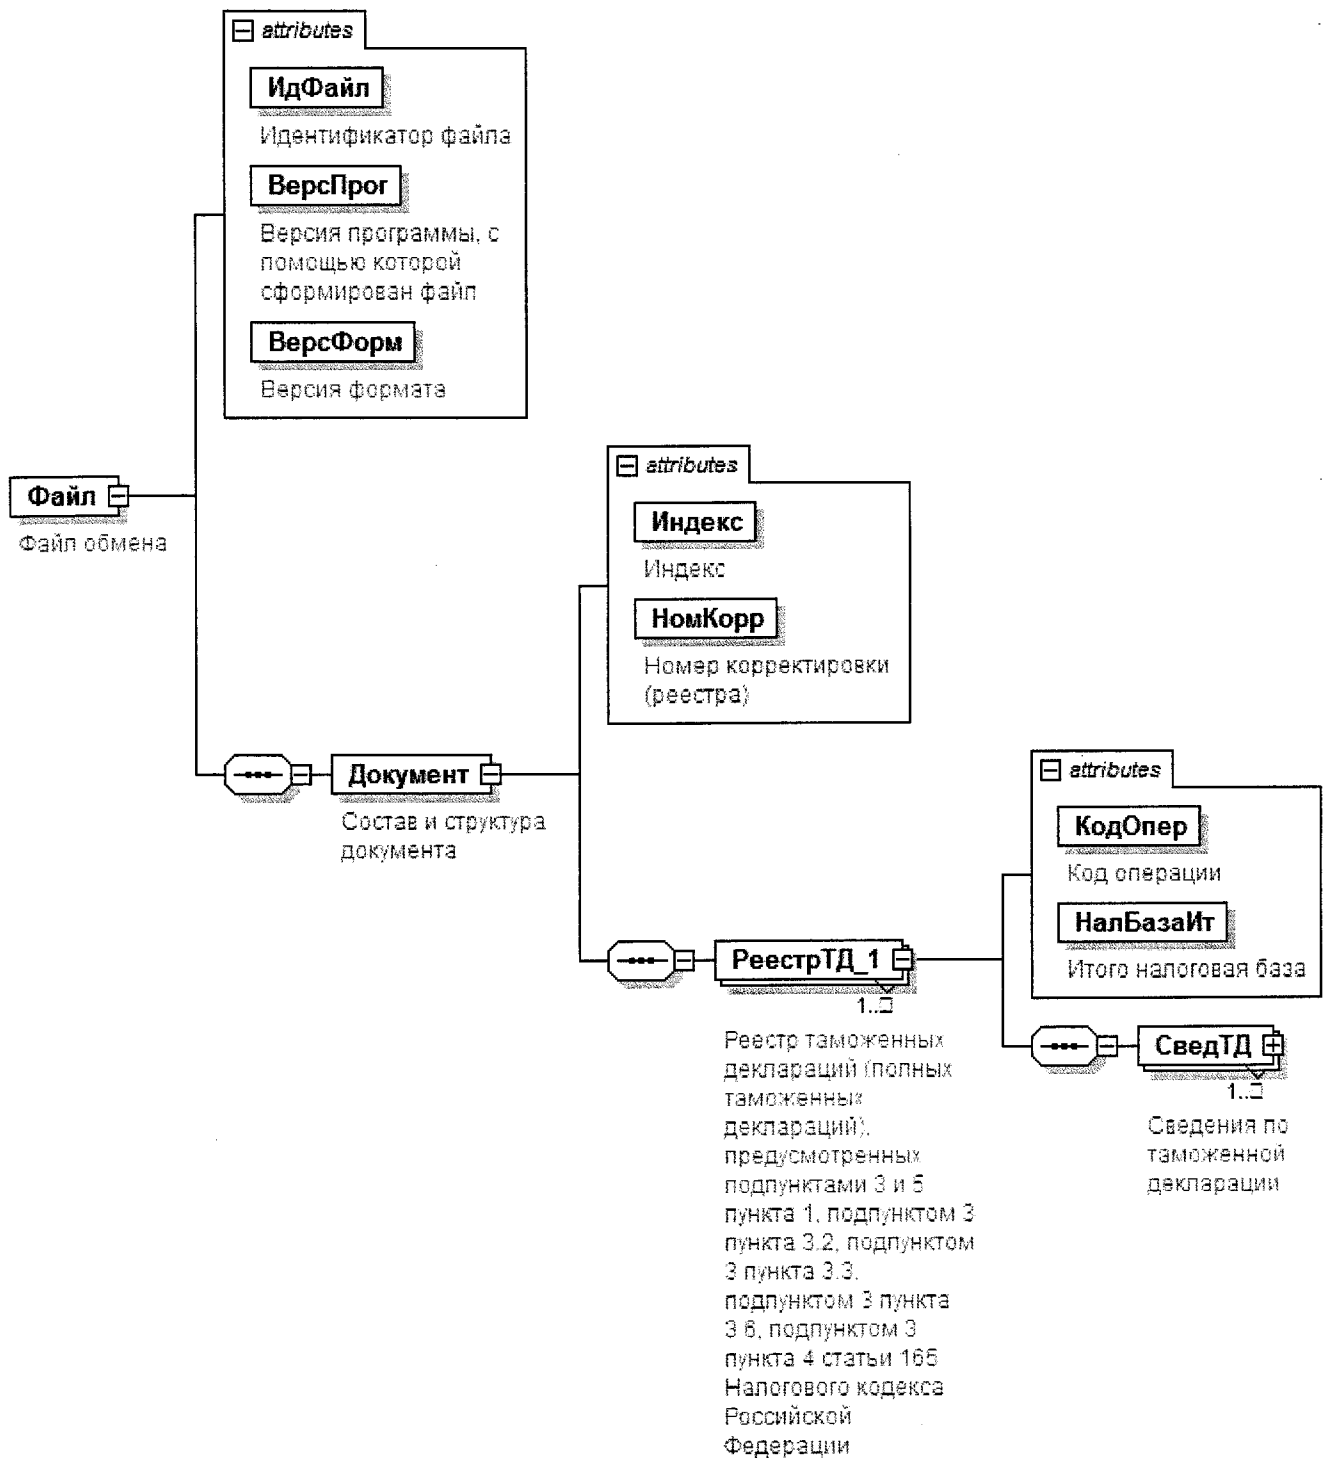 attributes
ИдФайл
Идентификатор файла
ВерсПрог
Версия программы, с
помощью которой
сформирован файл
ВерсФорм
Версия формата
Файл
Файл обмена
attributes
Индекс
Индекс
НомКорр
Номер корректировки
(реестра)
Документ
Состав и структура
документа
attributes
КодОпер
Код операции
НалБазаИт
Итого налоговая база
РеестрТД_1
1..□
Реестр таможенных
деклараций (полных
таможенных
деклараций),
предусмотренных
подпунктами 3 и 5
пункта 1, подпунктом 3
пункта 3.2, подпунктом
3 пункта 3.3,
подпунктом 3 пункта
3.6, подпунктом 3
пункта 4 статьи 165
Налогового кодекса
Российской
Федерации
СведТД
1..□
Сведения по
таможенной
декларации